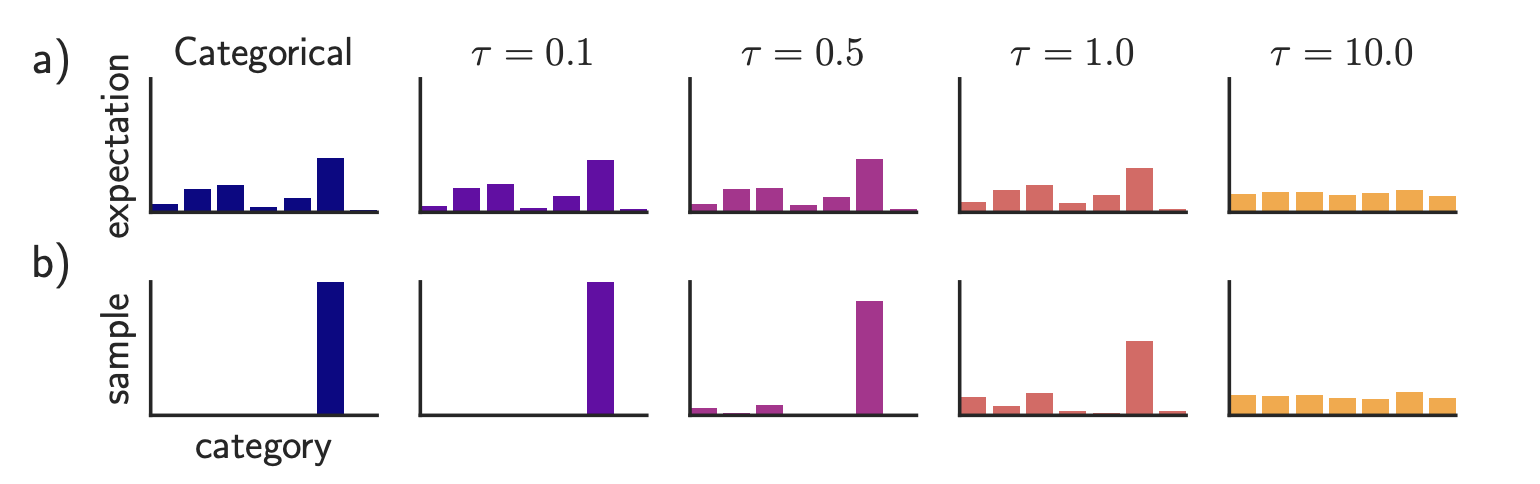 a)
Categorical
τ = 0.1
τ = 0.5
τ = 1.0
τ = 10.0
expectation
b)
sample
category